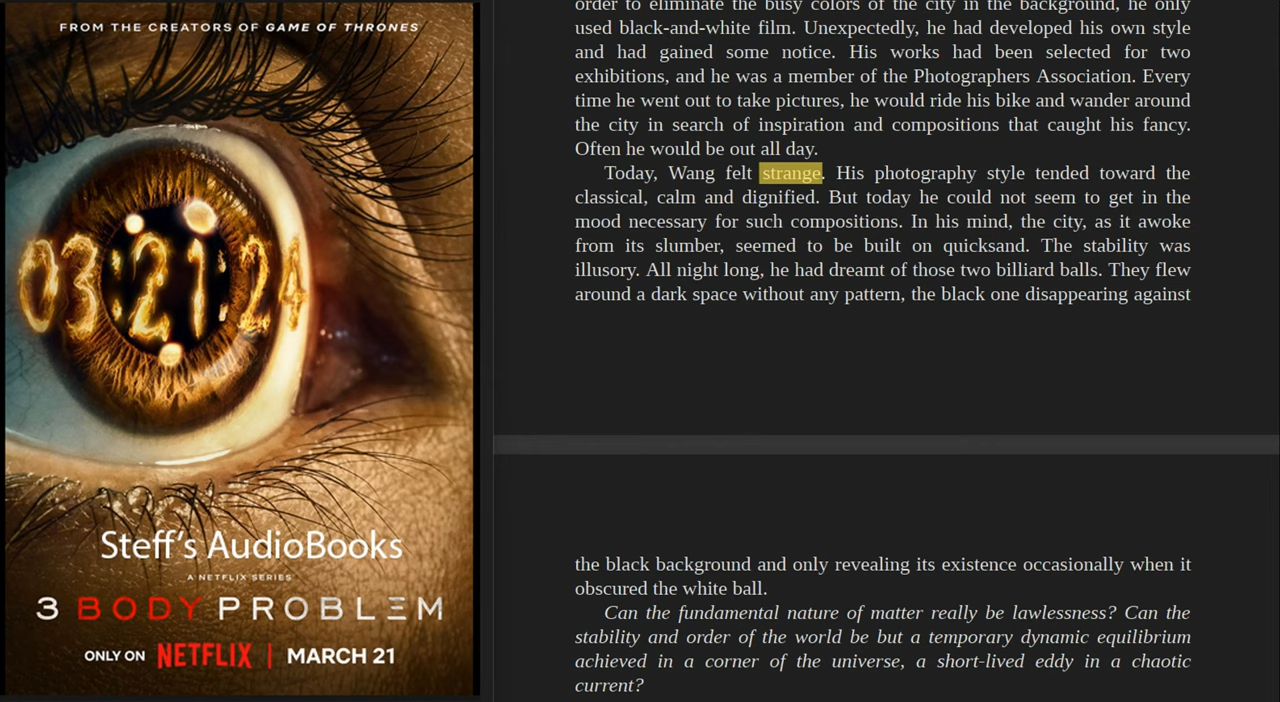 FROM THE CREATORS OF GAME OF THRONES
03:21:24
Steff's AudioBooks
A NETFLIX SERIES
3 BODY PROBLEM
ONLY ON NETFLIX | MARCH 21
order to eliminate the busy colors of the city in the background, he only
used black-and-white film. Unexpectedly, he had developed his own style
and had gained some notice. His works had been selected for two
exhibitions, and he was a member of the Photographers Association. Every
time he went out to take pictures, he would ride his bike and wander around
the city in search of inspiration and compositions that caught his fancy.
Often he would be out all day.
Today, Wang felt strange. His photography style tended toward the
classical, calm and dignified. But today he could not seem to get in the
mood necessary for such compositions. In his mind, the city, as it awoke
from its slumber, seemed to be built on quicksand. The stability was
illusory. All night long, he had dreamt of those two billiard balls. They flew
around a dark space without any pattern, the black one disappearing against
the black background and only revealing its existence occasionally when it
obscured the white ball.
Can the fundamental nature of matter really be lawlessness? Can the
stability and order of the world be but a temporary dynamic equilibrium
achieved in a corner of the universe, a short-lived eddy in a chaotic
current?